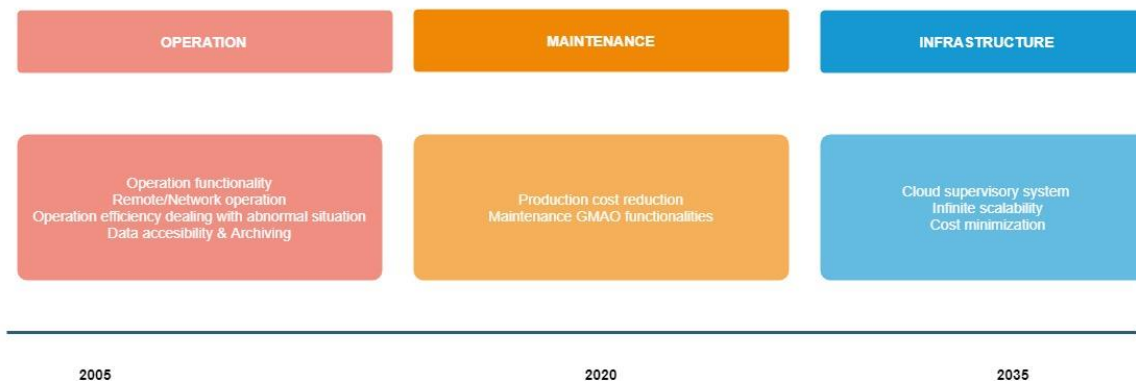 OPERATION
MAINTENANCE
INFRASTRUCTURE
Operation functionality
Remote/Network operation
Operation efficiency dealing with abnormal situation
Data accesibility & Archiving
Production cost reduction
Maintenance GMAO functionalities
Cloud supervisory system
Infinite scalability
Cost minimization
2005
2020
2035